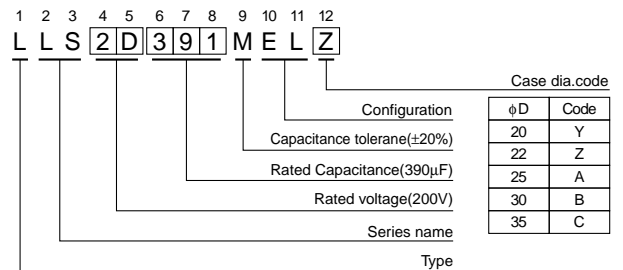 1 2 3 4 5 6 7 8 9 10 11 12
L L S 2 D 3 9 1 M E L Z
Case dia.code
Configuration
Capacitance tolerane(±20%)
Rated Capacitance(390μF)
Rated voltage(200V)
Series name
Type
φD Code
20 Y
22 Z
25 A
30 B
35 C